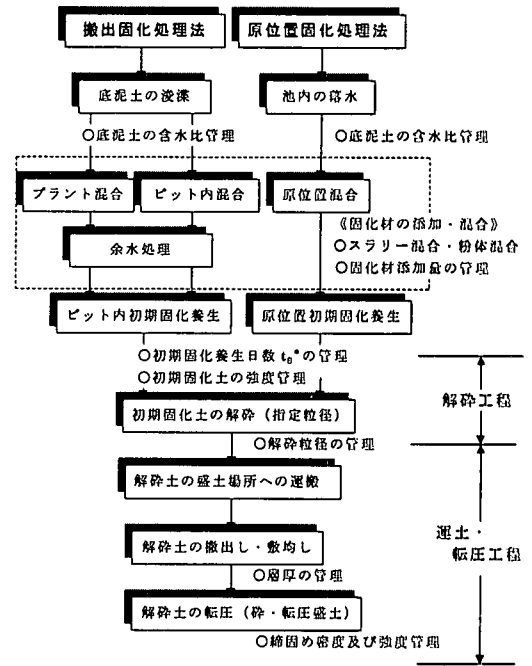 搬出固化処理法
原位置固化処理法
底泥土の浚渫
池内の落水
○底泥土の含水比管理
○底泥土の含水比管理
プラント混合
ピット内混合
原位置混合
《固化材の添加・混合》
○スラリー混合・粉体混合
○固化材添加量の管理
余水処理
ピット内初期固化養生
原位置初期固化養生
○初期固化養生日数 t₀*の管理
○初期固化土の強度管理
解砕工程
初期固化土の解砕（指定粒径）
○解砕粒径の管理
解砕土の盛土場所への運搬
運土・
転圧工程
解砕土の撒出し・敷均し
○層厚の管理
解砕土の転圧（砕・転圧盛土）
○締固め密度及び強度管理